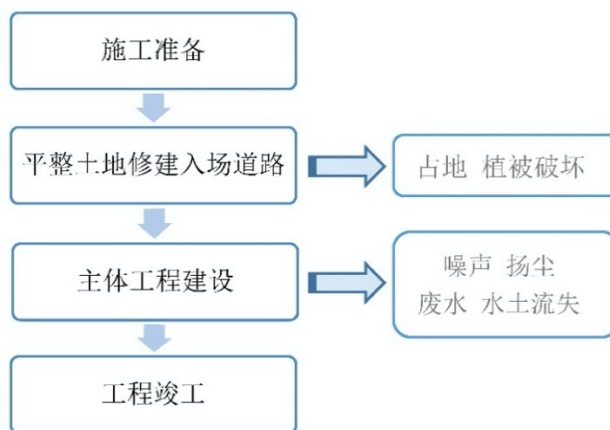 施工准备
平整土地修建入场道路
占地 植被破坏
主体工程建设
噪声 扬尘
废水 水土流失
工程竣工